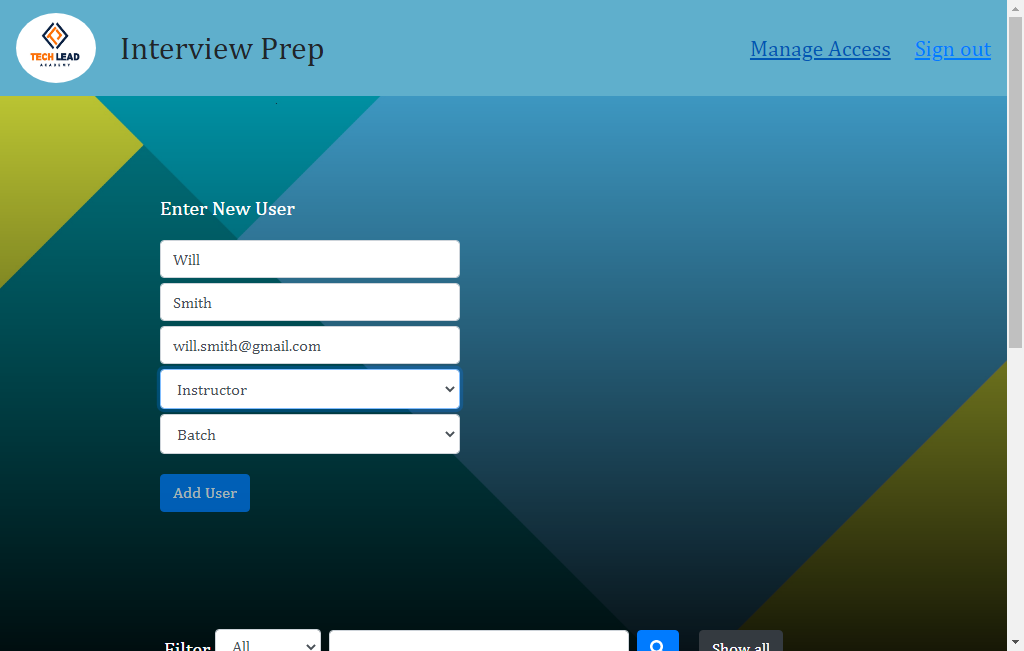 TECH LEAD
ACADEMY
Interview Prep
Manage Access
Sign out
Enter New User
Will
Smith
will.smith@gmail.com
Instructor
Batch
Add User
Filter
All
Show all